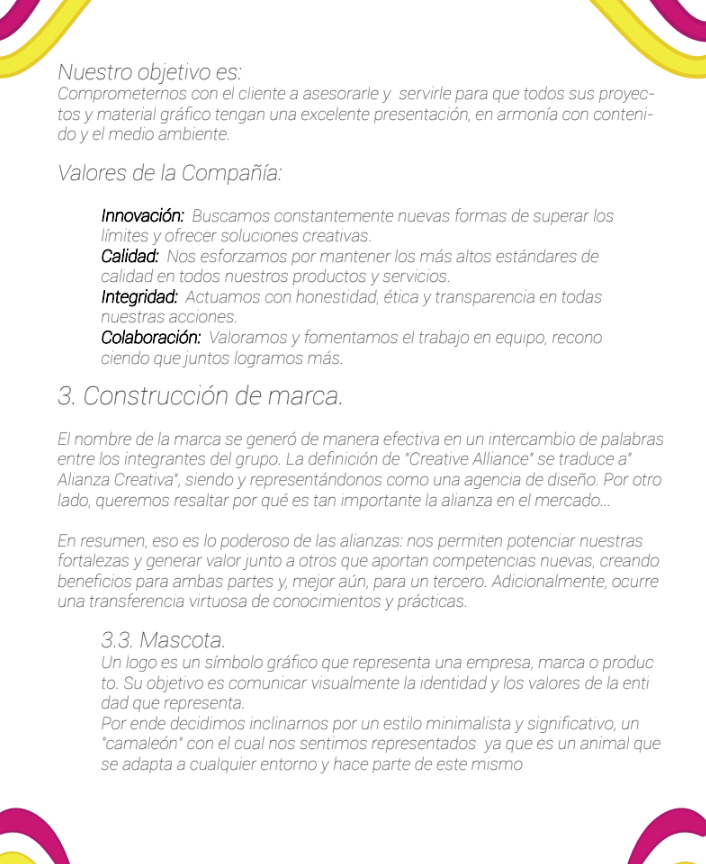 Nuestro objetivo es:
Comprometernos con el cliente a asesorarle y  servirle para que todos sus proyec-
tos y material gráfico tengan una excelente presentación, en armonía con conteni-
do y el medio ambiente.
Valores de la Compañía:
Innovación:  Buscamos constantemente nuevas formas de superar los
límites y ofrecer soluciones creativas.
Calidad:  Nos esforzamos por mantener los más altos estándares de
calidad en todos nuestros productos y servicios.
Integridad:  Actuamos con honestidad, ética y transparencia en todas
nuestras acciones.
Colaboración:  Valoramos y fomentamos el trabajo en equipo, recono
ciendo que juntos logramos más.
3. Construcción de marca.
El nombre de la marca se generó de manera efectiva en un intercambio de palabras
entre los integrantes del grupo. La definición de "Creative Alliance" se traduce a"
Alianza Creativa", siendo y representándonos como una agencia de diseño. Por otro
lado, queremos resaltar por qué es tan importante la alianza en el mercado...
En resumen, eso es lo poderoso de las alianzas: nos permiten potenciar nuestras
fortalezas y generar valor junto a otros que aportan competencias nuevas, creando
beneficios para ambas partes y, mejor aún, para un tercero. Adicionalmente, ocurre
una transferencia virtuosa de conocimientos y prácticas.
3.3. Mascota.
Un logo es un símbolo gráfico que representa una empresa, marca o produc
to. Su objetivo es comunicar visualmente la identidad y los valores de la enti
dad que representa.
Por ende decidimos inclinarnos por un estilo minimalista y significativo, un
"camaleón" con el cual nos sentimos representados  ya que es un animal que
se adapta a cualquier entorno y hace parte de este mismo